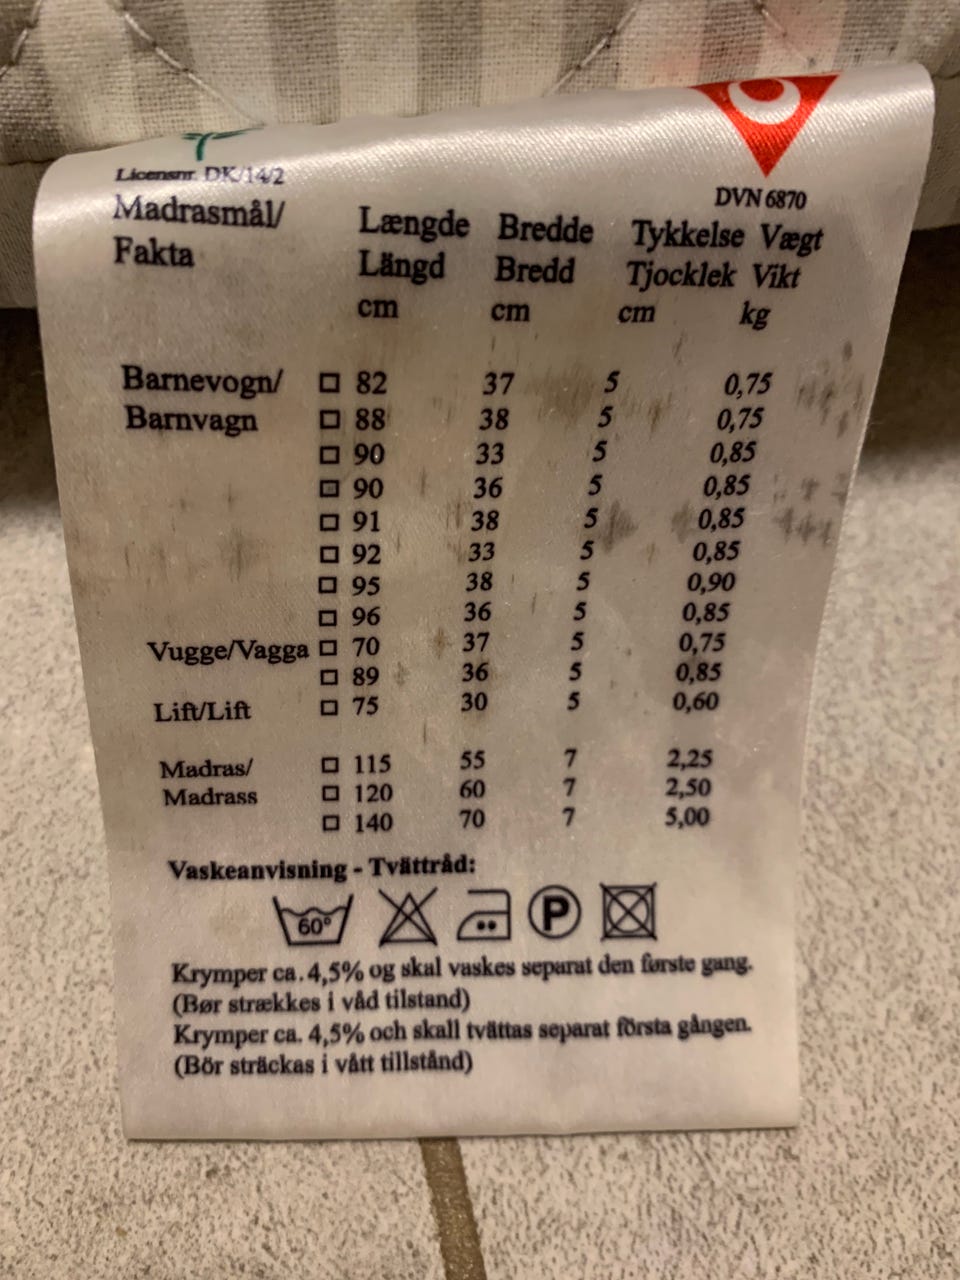 Licensnr. DK/14/2
DVN 6870
Madrasmål/ Længde Bredde Tykkelse Vægt
Fakta Längd Bredd Tjocklek Vikt
cm cm cm kg
Barnevogn/ 82 37 5 0,75
Barnvagn 88 38 5 0,75
90 33 5 0,85
90 36 5 0,85
91 38 5 0,85
92 33 5 0,85
95 38 5 0,90
96 36 5 0,85
Vugge/Vagga 70 37 5 0,75
89 36 5 0,85
Lift/Lift 75 30 5 0,60
Madras/ 115 55 7 2,25
Madrass 120 60 7 2,50
140 70 7 5,00
Vaskeanvisning - Tvättråd:
60° P
Krymper ca. 4,5% og skal vaskes separat den første gang.
(Bør strækkes i våd tilstand)
Krymper ca. 4,5% och skall tvättas separat första gången.
(Bör sträckas i vått tillstånd)